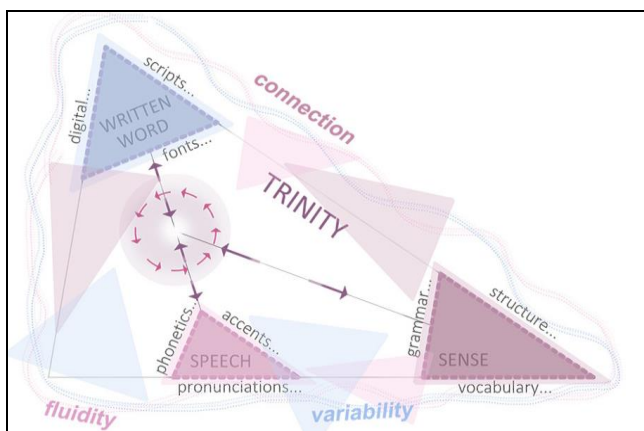 scripts...
digital...
WRITTEN
WORD
fonts...
connection
TRINITY
phonetics...
accents...
SPEECH
pronunciations...
grammar...
structure...
SENSE
vocabulary...
fluidity
variability